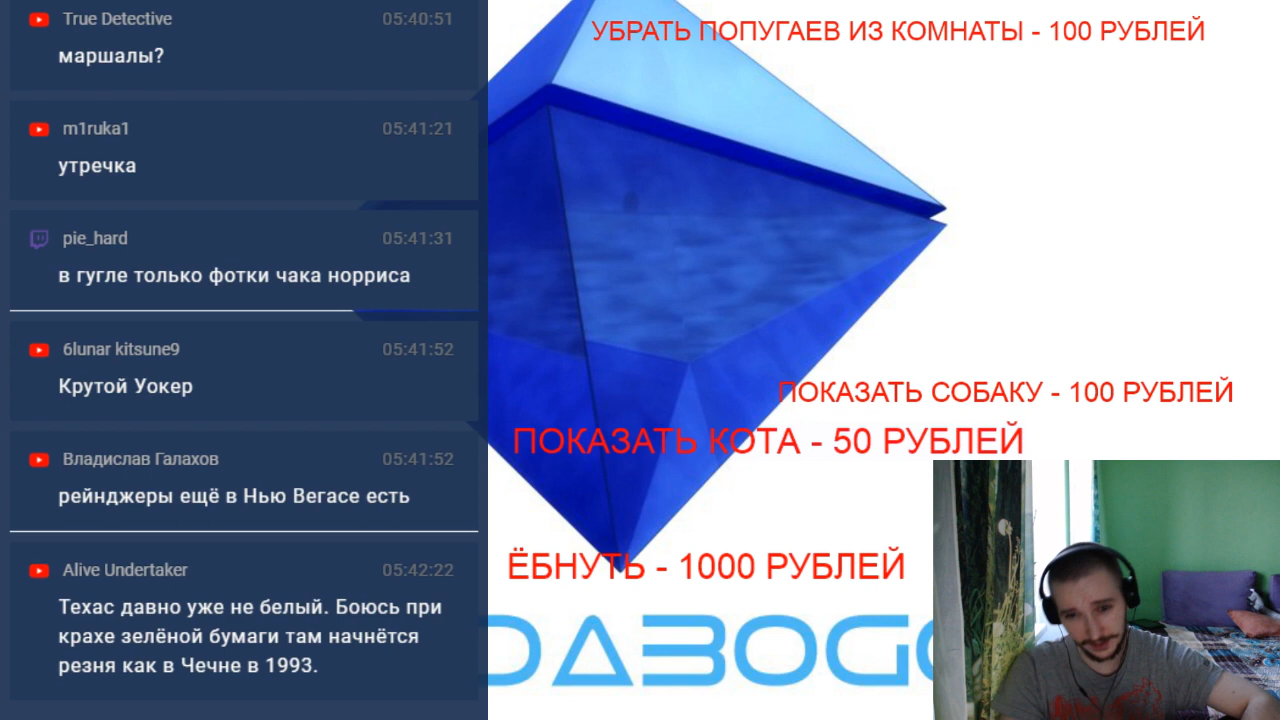 True Detective 05:40:51
маршалы?
m1ruka1 05:41:21
утречка
pie_hard 05:41:31
в гугле только фотки чака норриса
6lunar kitsune9 05:41:52
Крутой Уокер
Владислав Галахов 05:41:52
рейнджеры ещё в Нью Вегасе есть
Alive Undertaker 05:42:22
Техас давно уже не белый. Боюсь при
крахе зелёной бумаги там начнётся
резня как в Чечне в 1993.
УБРАТЬ ПОПУГАЕВ ИЗ КОМНАТЫ - 100 РУБЛЕЙ
ПОКАЗАТЬ СОБАКУ - 100 РУБЛЕЙ
ПОКАЗАТЬ КОТА - 50 РУБЛЕЙ
ЁБНУТЬ - 1000 РУБЛЕЙ